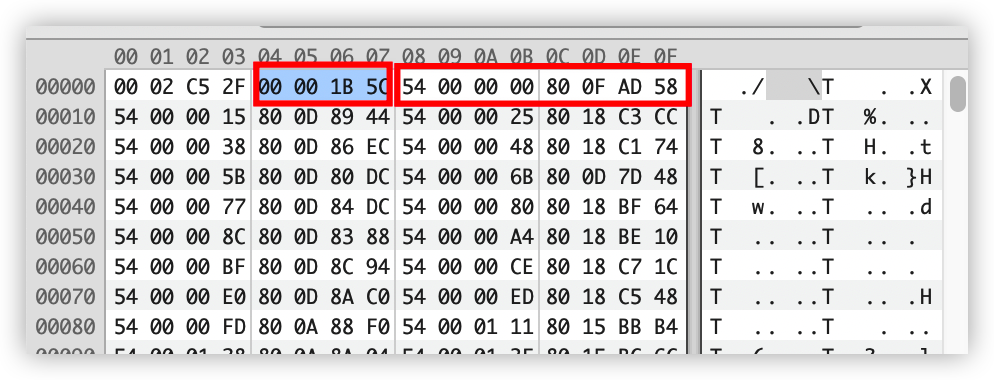 00 01 02 03 04 05 06 07 08 09 0A 0B 0C 0D 0E 0F
00000 00 02 C5 2F 00 00 1B 5C 54 00 00 00 80 0F AD 58 ./ \T . .X
00010 54 00 00 15 80 0D 89 44 54 00 00 25 80 18 C3 CC T . .DT %. ..
00020 54 00 00 38 80 0D 86 EC 54 00 00 48 80 18 C1 74 T 8. ..T H. .t
00030 54 00 00 5B 80 0D 80 DC 54 00 00 6B 80 0D 7D 48 T [. ..T k. }H
00040 54 00 00 77 80 0D 84 DC 54 00 00 80 80 18 BF 64 T w. ..T .. .d
00050 54 00 00 8C 80 0D 83 88 54 00 00 A4 80 18 BE 10 T .. ..T .. .
00060 54 00 00 BF 80 0D 8C 94 54 00 00 CE 80 18 C7 1C T .. ..T .. .
00070 54 00 00 E0 80 0D 8A C0 54 00 00 ED 80 18 C5 48 T .. ..T .. .H
00080 54 00 00 FD 80 0A 88 F0 54 00 01 11 80 15 BB B4 T .. ..T . ..